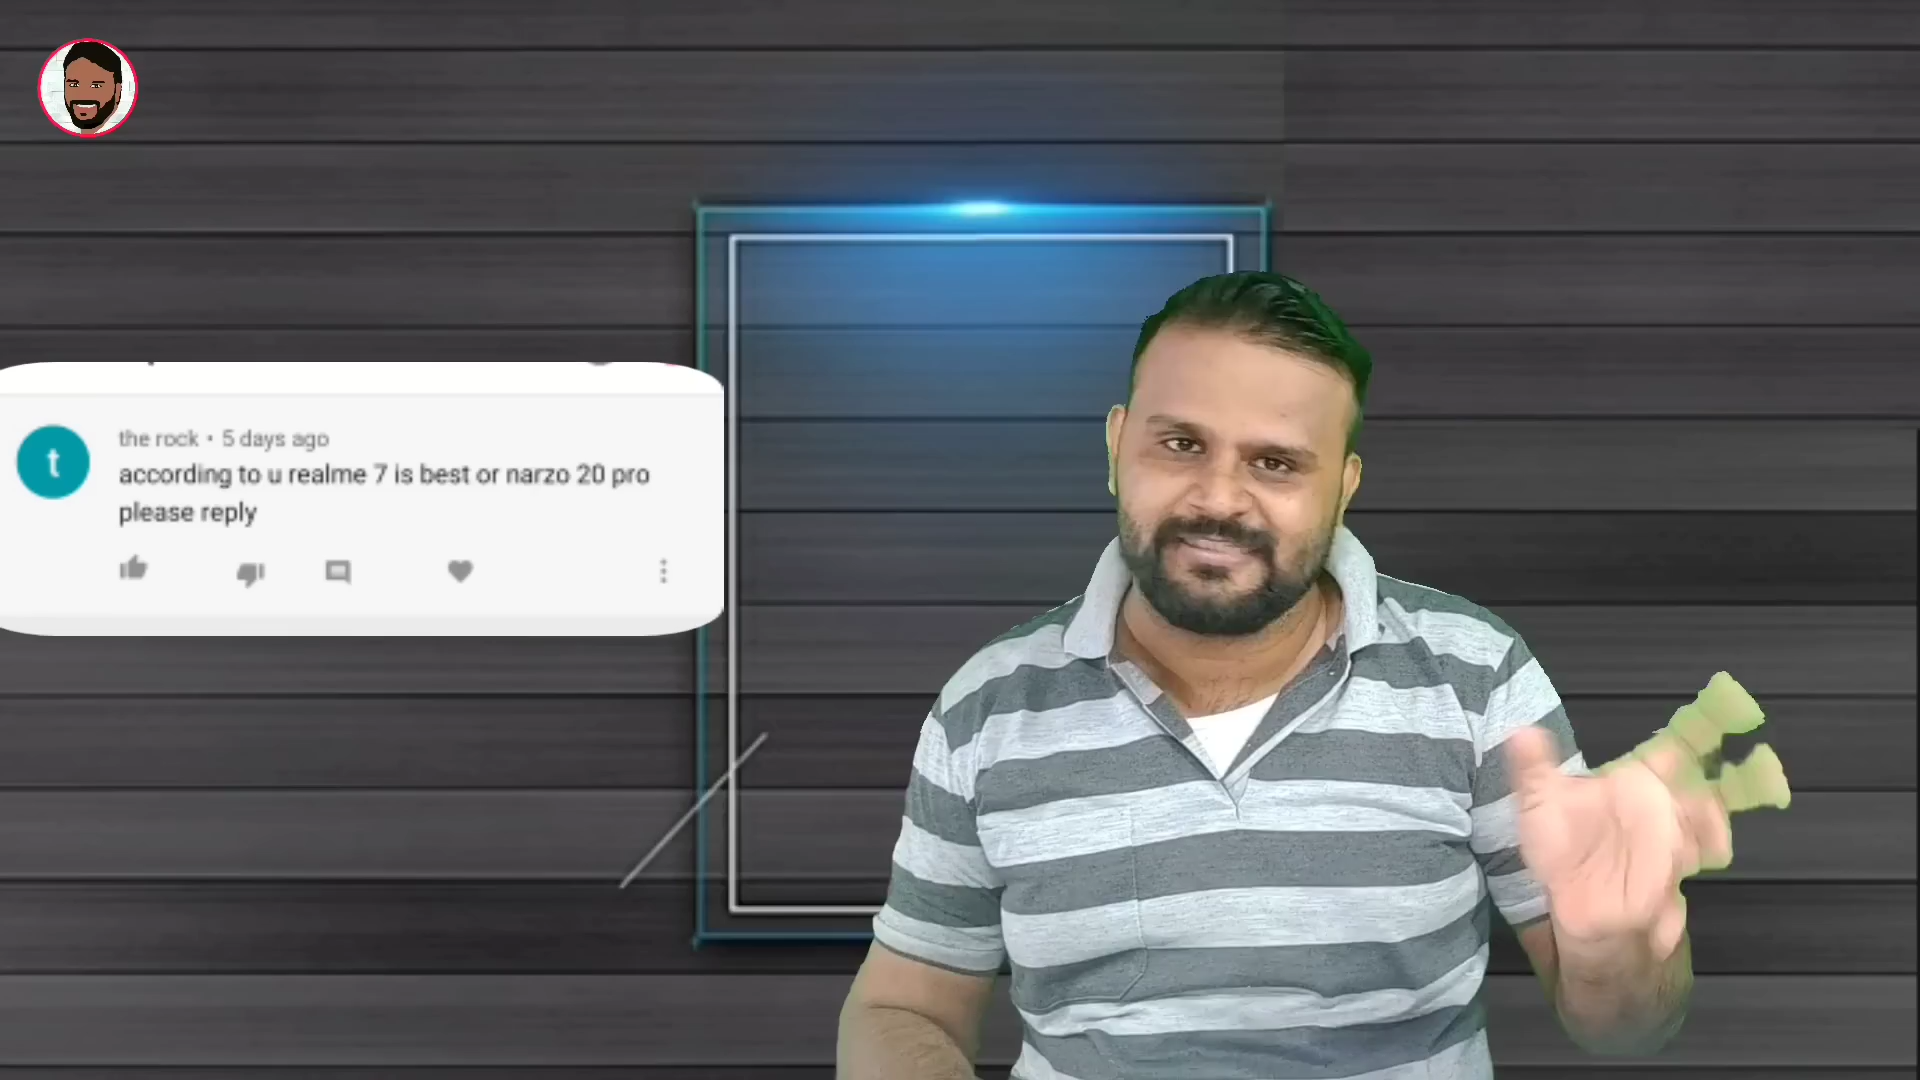 t
the rock • 5 days ago
according to u realme 7 is best or narzo 20 pro
please reply